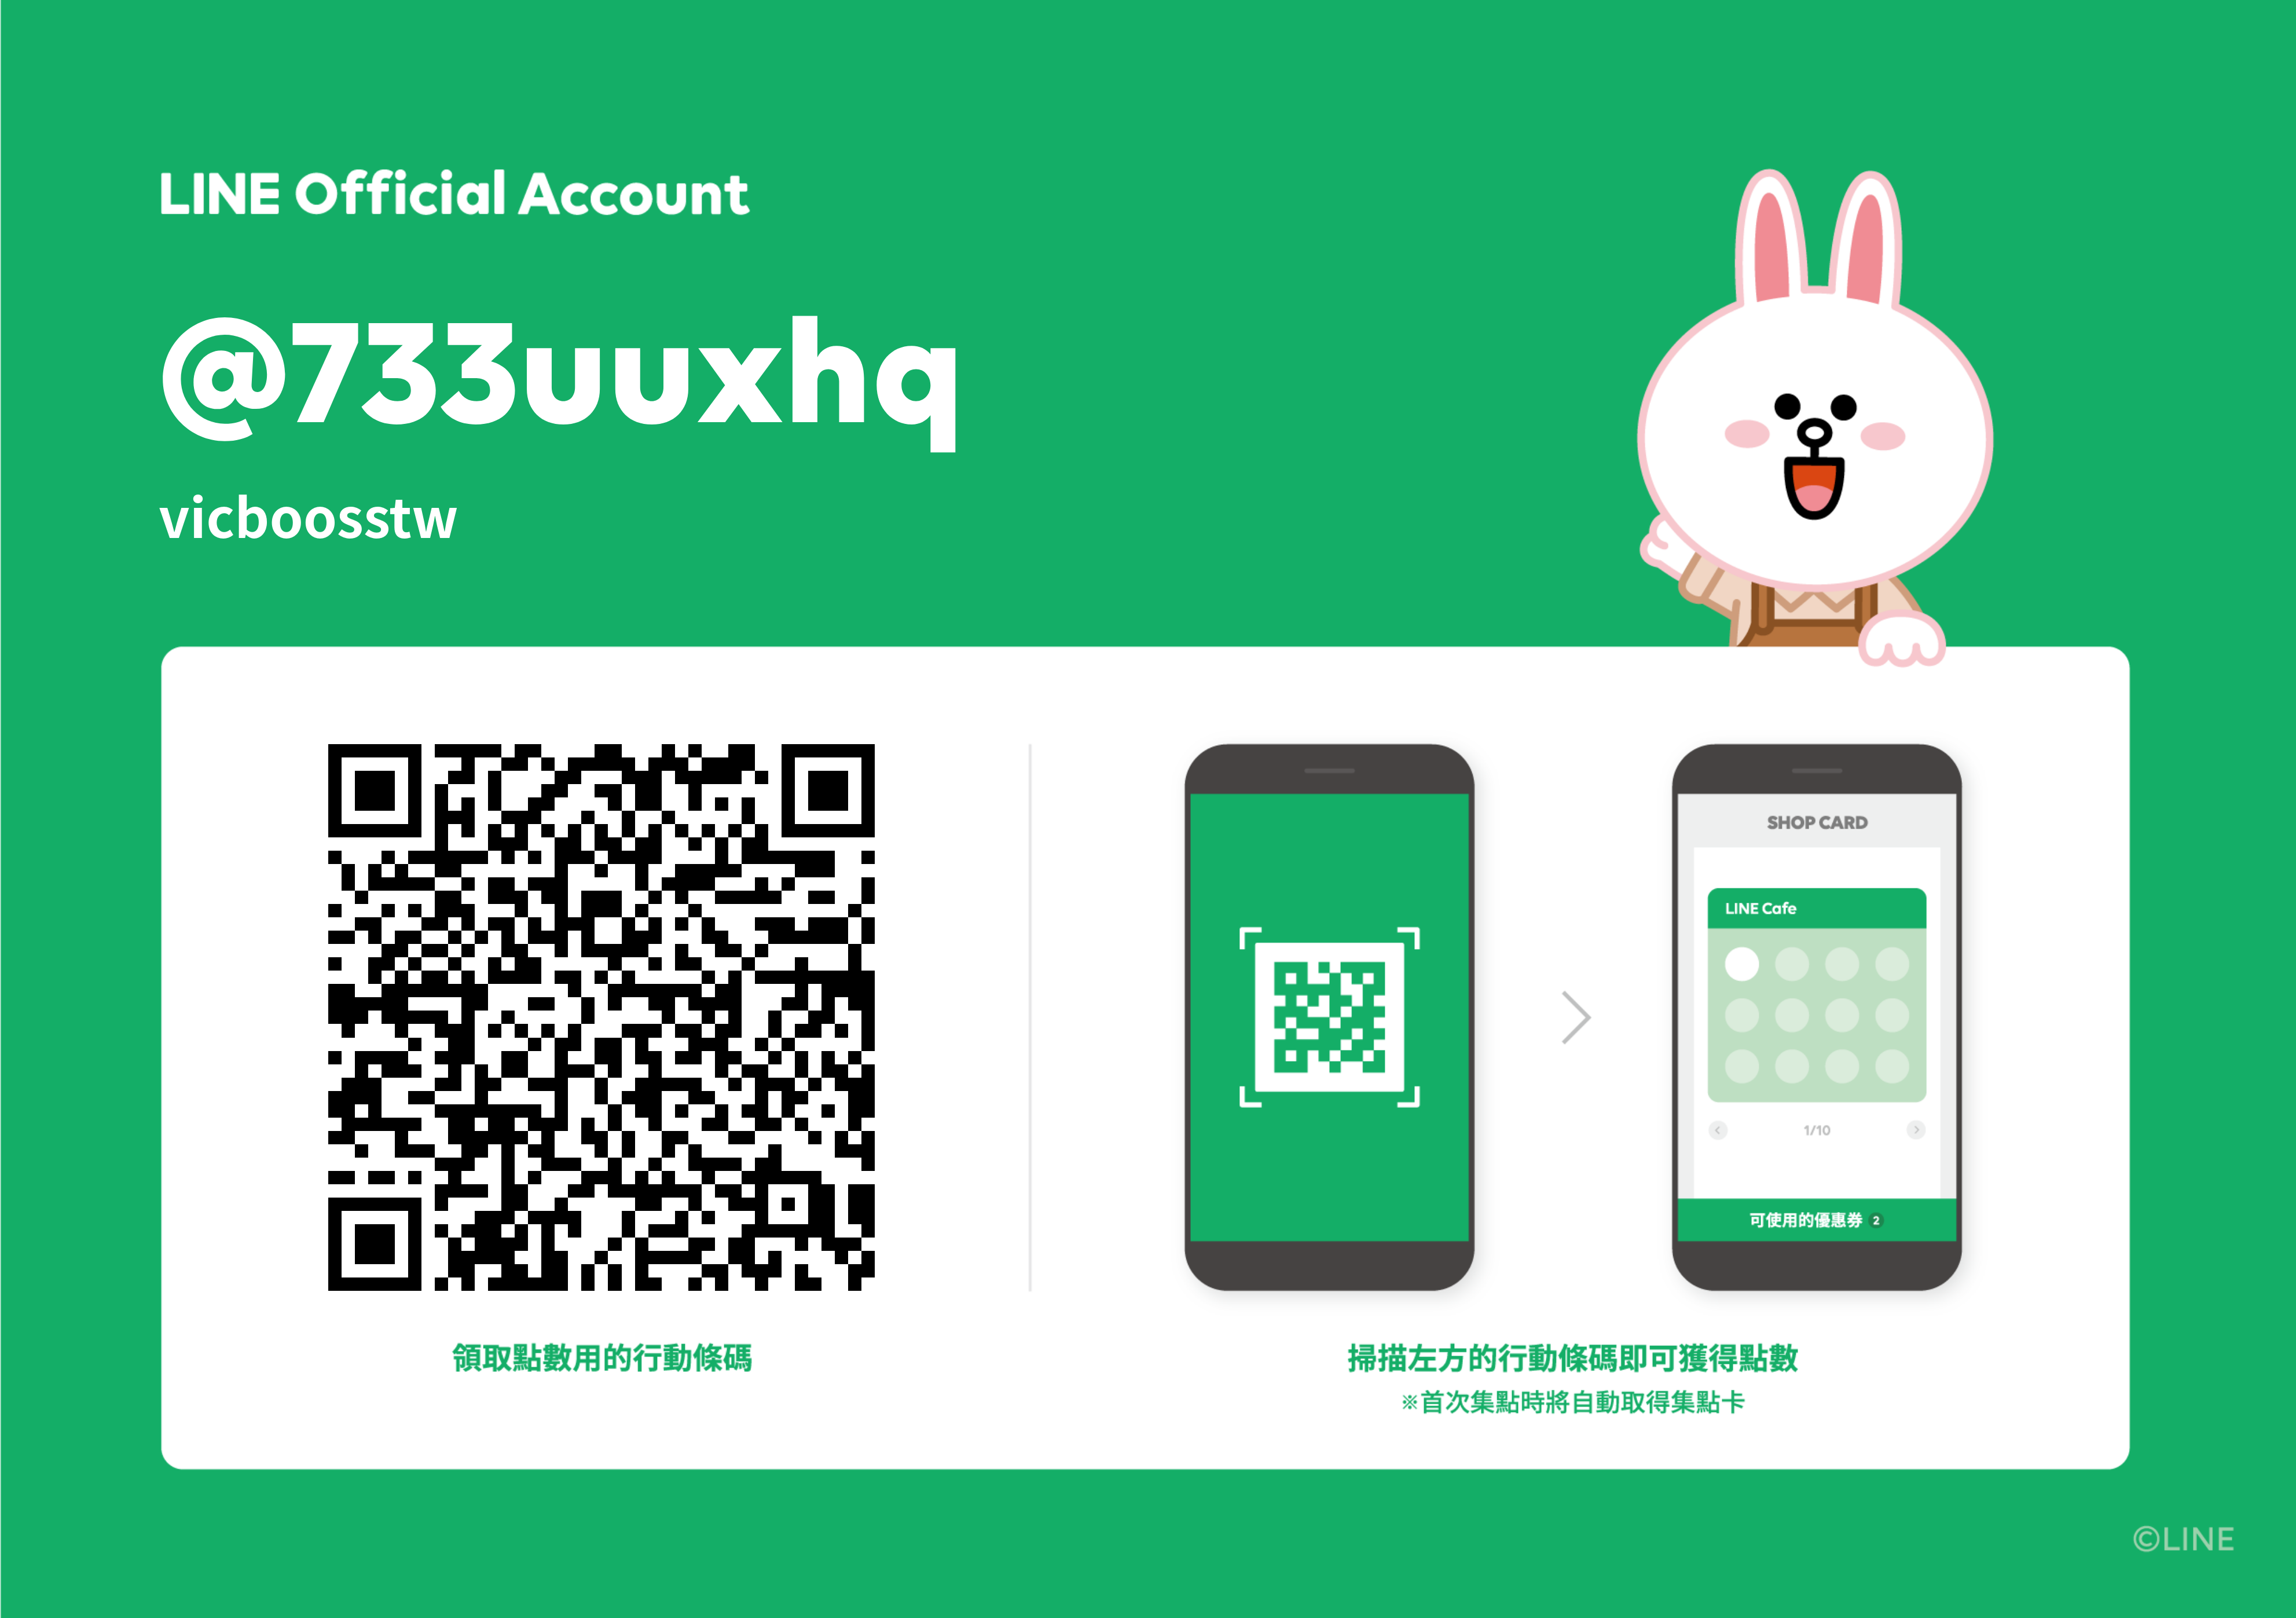 LINE Official Account
@733uuxhq
vicboosstw
SHOP CARD
LINE Cafe
1/10
可使用的優惠券 2
領取點數用的行動條碼
掃描左方的行動條碼即可獲得點數
※首次集點時將自動取得集點卡
©LINE